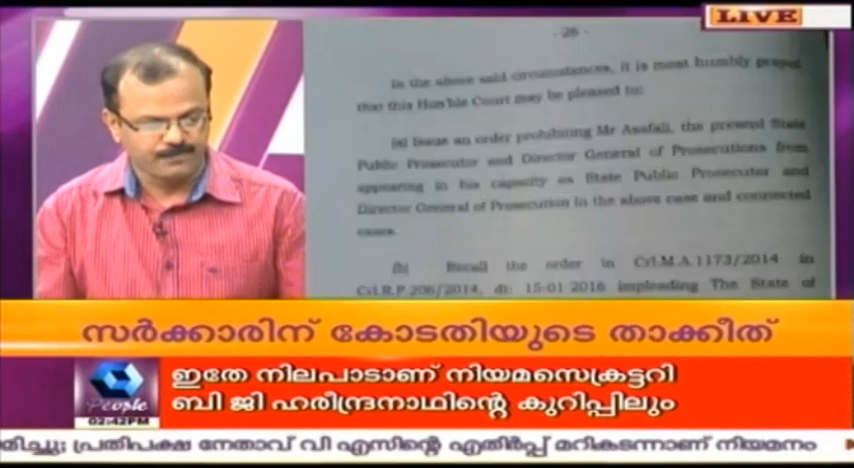 LIVE
- 26 -
In the above said circumstances, it is most humbly prayed
that this Hon'ble Court may be pleased to:
(a) Issue an order prohibiting Mr Asafali, the present State
Public Prosecutor and Director General of Prosecutions from
appearing in his capacity as State Public Prosecutor and
Director General of Prosecution in the above case and connected
cases.
(b) Recall the order in Crl.M.A.1173/2014 in
Crl.R.P.206/2014, dt: 15-01-2016 impleading The State of
സർക്കാരിന് കോടതിയുടെ താക്കീത്
ഇതേ നിലപാടാണ് നിയമസെക്രട്ടറി
ബി ജി ഹരീന്ദ്രനാഥിന്റെ കുറിപ്പിലും
People
02:42PM
മിച്ചു; പ്രതിപക്ഷ നേതാവ് വി എസിന്റെ എതിർപ്പ് മറികടന്നാണ് നിയമനം